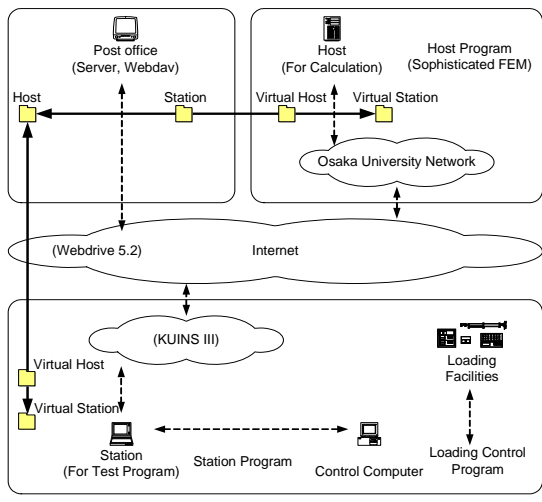 Post office
(Server, Webdav)
Host
(For Calculation)
Host Program
(Sophisticated FEM)
Host
Station
Virtual Host
Virtual Station
Osaka University Network
(Webdrive 5.2)
Internet
(KUINS III)
Virtual Host
Virtual Station
Loading
Facilities
Station
(For Test Program)
Station Program
Control Computer
Loading Control
Program